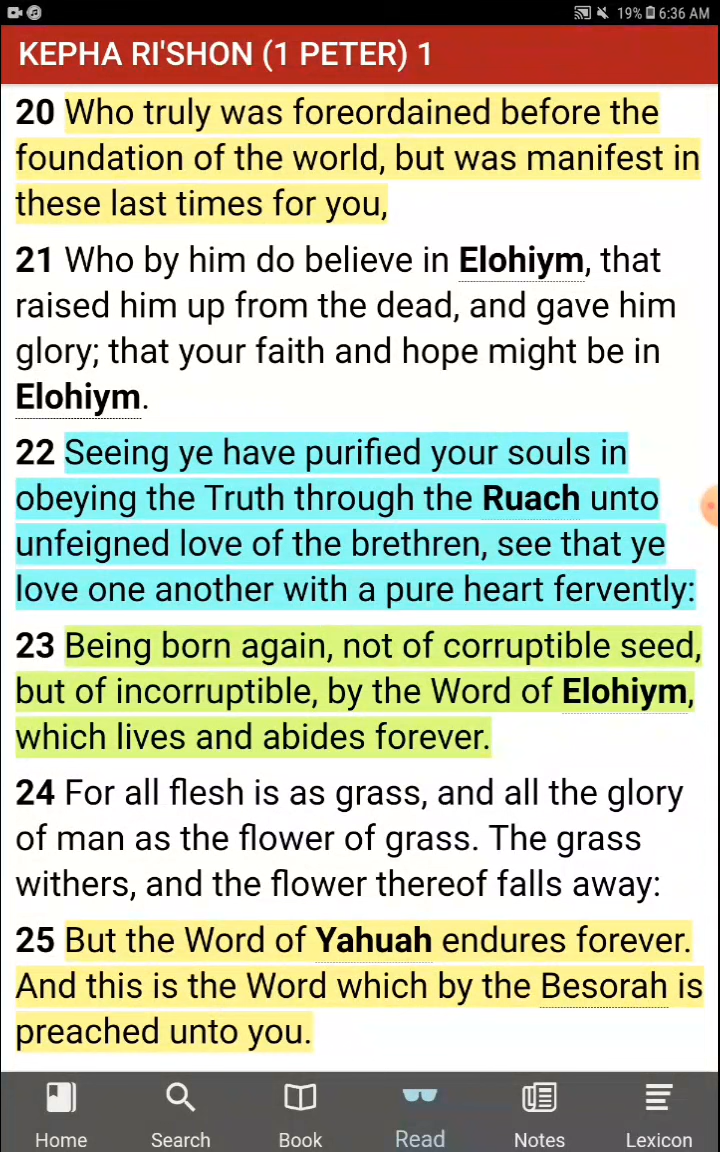 19% 6:36 AM
KEPHA RI'SHON (1 PETER) 1
20 Who truly was foreordained before the
foundation of the world, but was manifest in
these last times for you,
21 Who by him do believe in Elohiym, that
raised him up from the dead, and gave him
glory; that your faith and hope might be in
Elohiym.
22 Seeing ye have purified your souls in
obeying the Truth through the Ruach unto
unfeigned love of the brethren, see that ye
love one another with a pure heart fervently:
23 Being born again, not of corruptible seed,
but of incorruptible, by the Word of Elohiym,
which lives and abides forever.
24 For all flesh is as grass, and all the glory
of man as the flower of grass. The grass
withers, and the flower thereof falls away:
25 But the Word of Yahuah endures forever.
And this is the Word which by the Besorah is
preached unto you.
Home Search Book Read Notes Lexicon